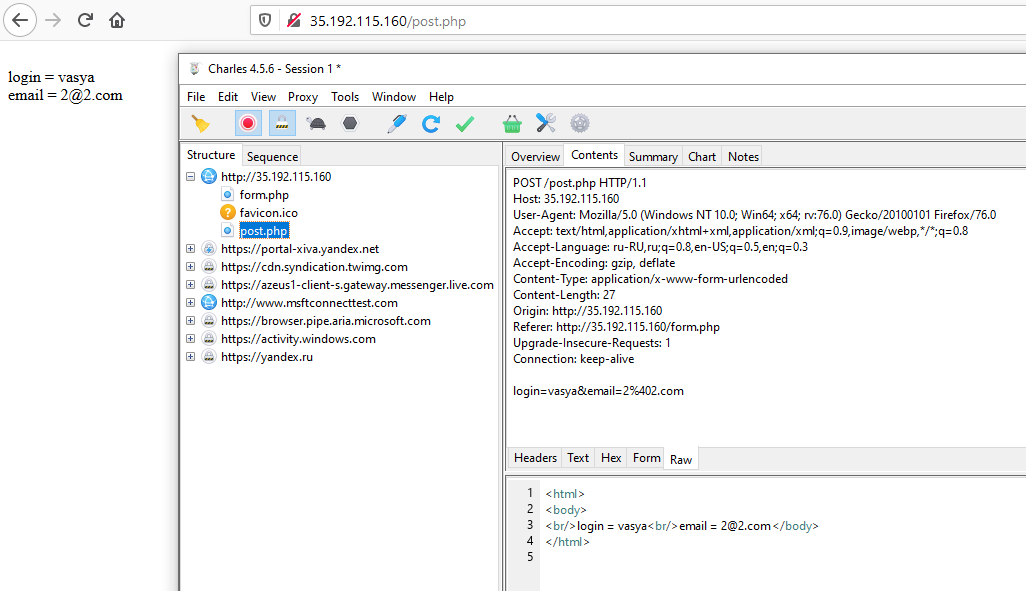 35.192.115.160/post.php
login = vasya
email = 2@2.com
Charles 4.5.6 - Session 1 *
File Edit View Proxy Tools Window Help
Structure Sequence
http://35.192.115.160
form.php
favicon.ico
post.php
https://portal-xiva.yandex.net
https://cdn.syndication.twimg.com
https://azeus1-client-s.gateway.messenger.live.com
http://www.msftconnecttest.com
https://browser.pipe.aria.microsoft.com
https://activity.windows.com
https://yandex.ru
Overview Contents Summary Chart Notes
POST /post.php HTTP/1.1
Host: 35.192.115.160
User-Agent: Mozilla/5.0 (Windows NT 10.0; Win64; x64; rv:76.0) Gecko/20100101 Firefox/76.0
Accept: text/html,application/xhtml+xml,application/xml;q=0.9,image/webp,*/*;q=0.8
Accept-Language: ru-RU,ru;q=0.8,en-US;q=0.5,en;q=0.3
Accept-Encoding: gzip, deflate
Content-Type: application/x-www-form-urlencoded
Content-Length: 27
Origin: http://35.192.115.160
Referer: http://35.192.115.160/form.php
Upgrade-Insecure-Requests: 1
Connection: keep-alive
login=vasya&email=2%402.com
Headers Text Hex Form Raw
1 <html>
2 <body>
3 <br/>login = vasya<br/>email = 2@2.com</body>
4 </html>
5